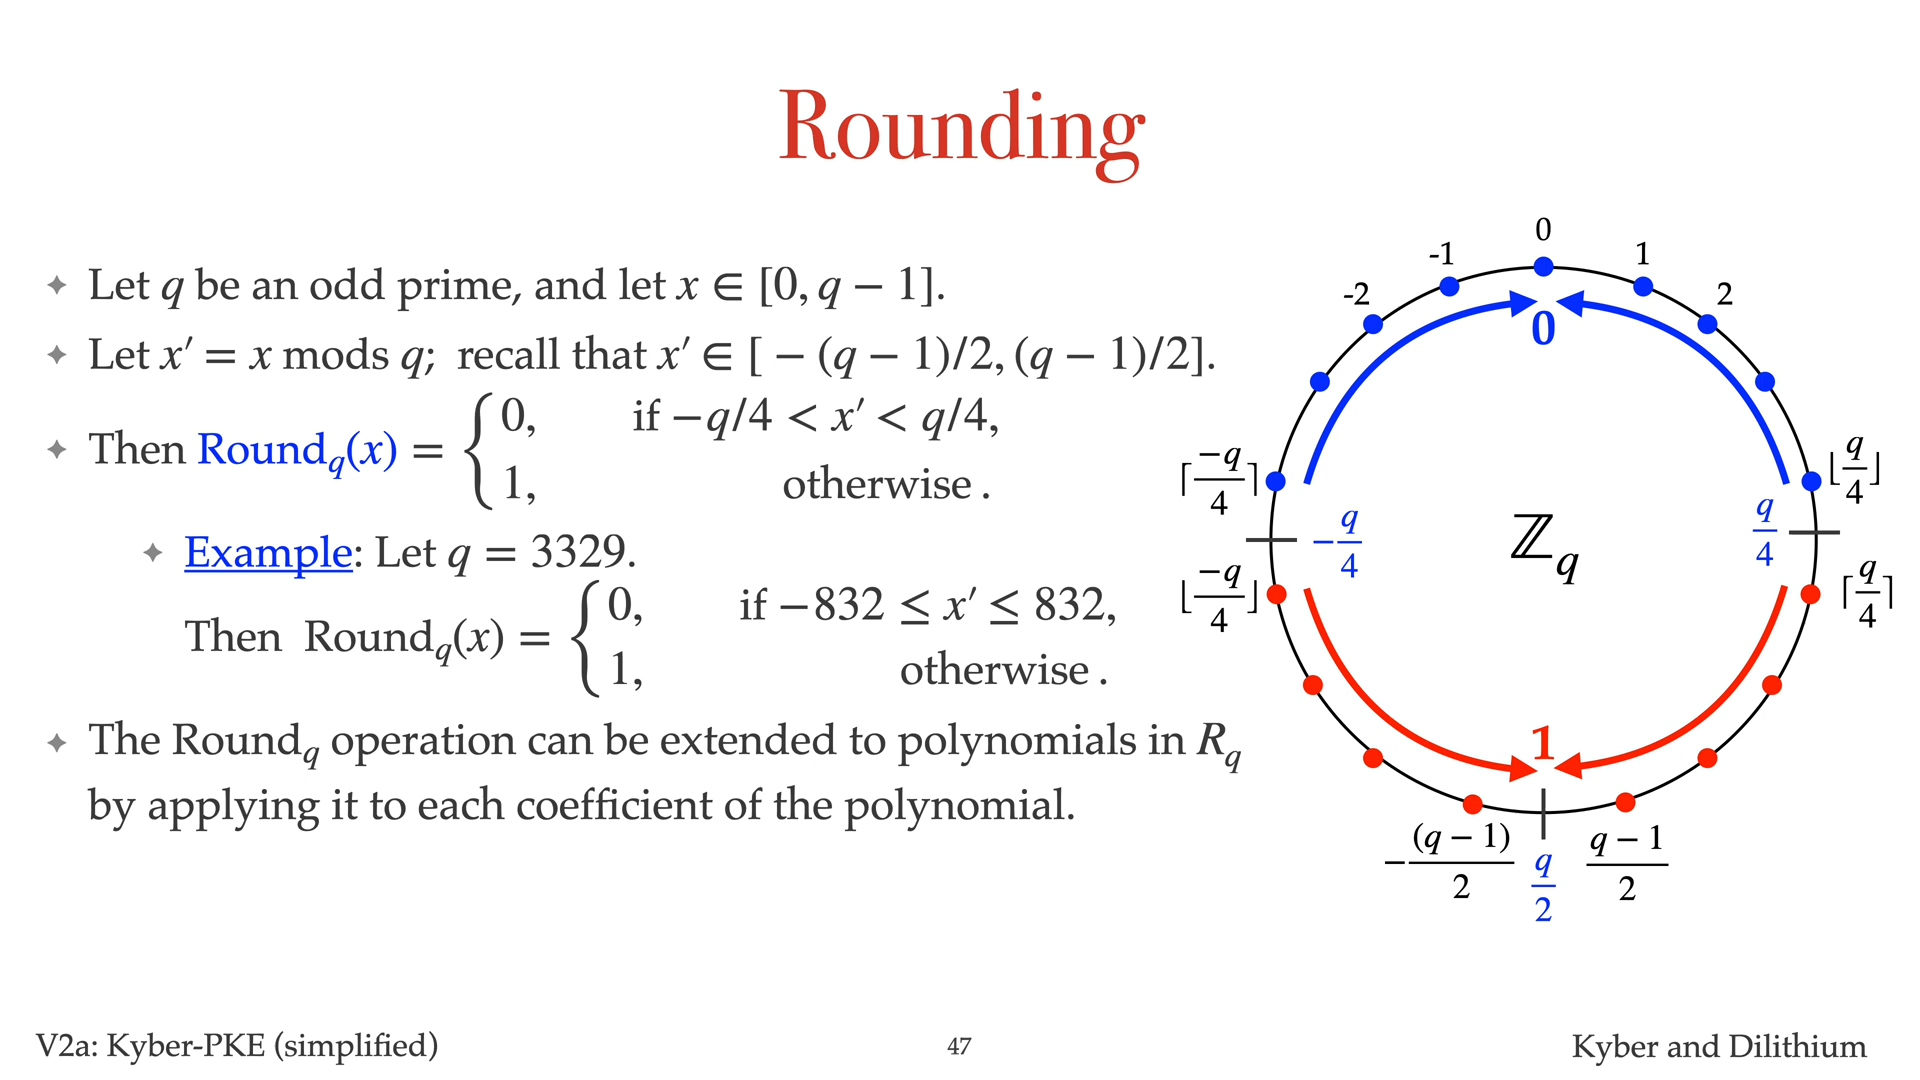 Rounding
✦ Let q be an odd prime, and let x ∈ [0, q − 1].
✦ Let x′ = x mods q; recall that x′ ∈ [ − (q − 1)/2, (q − 1)/2].
✦ Then Round_q(x) = { 0, if −q/4 < x′ < q/4,
1, otherwise .
✦ Example: Let q = 3329.
Then Round_q(x) = { 0, if −832 ≤ x′ ≤ 832,
1, otherwise .
✦ The Round_q operation can be extended to polynomials in R_q
by applying it to each coefficient of the polynomial.
0
-1
1
-2
2
0
⌈−q/4⌉
⌊q/4⌋
−q/4
ℤ_q
q/4
⌊−q/4⌋
⌈q/4⌉
1
−(q − 1)/2
q/2
q − 1/2
V2a: Kyber-PKE (simplified)
47
Kyber and Dilithium